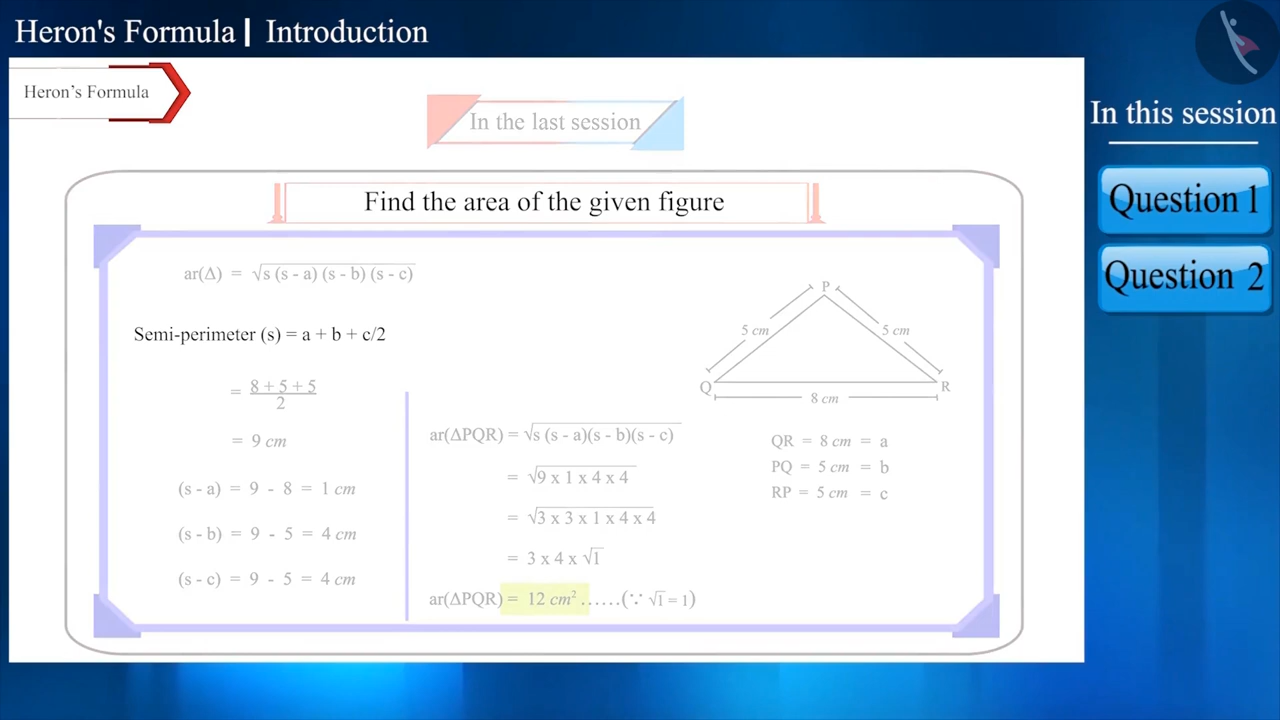 Heron's Formula | Introduction
Heron's Formula
In the last session
In this session
Question 1
Question 2
Find the area of the given figure
ar(Δ) = √s (s - a) (s - b) (s - c)
Semi-perimeter (s) = a + b + c/2
= 8 + 5 + 5
2
= 9 cm
(s - a) = 9 - 8 = 1 cm
(s - b) = 9 - 5 = 4 cm
(s - c) = 9 - 5 = 4 cm
ar(ΔPQR) = √s (s - a)(s - b)(s - c)
= √9 x 1 x 4 x 4
= √3 x 3 x 1 x 4 x 4
= 3 x 4 x √1
ar(ΔPQR) = 12 cm² ......(∵ √1 = 1)
P
5 cm 5 cm
Q R
8 cm
QR = 8 cm = a
PQ = 5 cm = b
RP = 5 cm = c